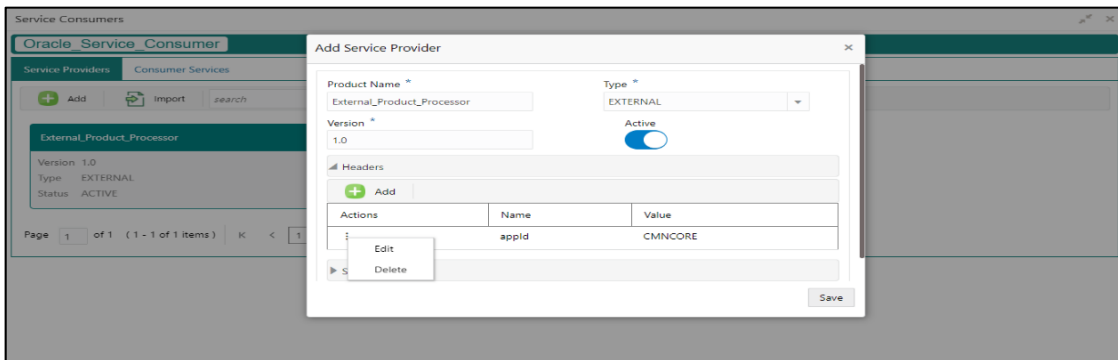 Service Consumers
Oracle_Service_Consumer
Service Providers Consumer Services
Add Import search
External_Product_Processor
Version 1.0
Type EXTERNAL
Status ACTIVE
Page 1 of 1 (1 - 1 of 1 items) K < 1
Add Service Provider
Product Name * Type *
External_Product_Processor EXTERNAL
Version * Active
1.0
Headers
Add
Actions Name Value
appId CMNCORE
Edit
Delete
S
Save